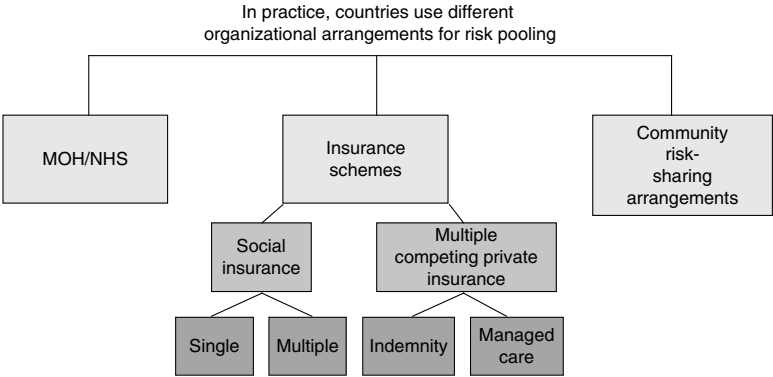 In practice, countries use different
organizational arrangements for risk pooling
MOH/NHS
Insurance
schemes
Community
risk-
sharing
arrangements
Social
insurance
Multiple
competing private
insurance
Single
Multiple
Indemnity
Managed
care